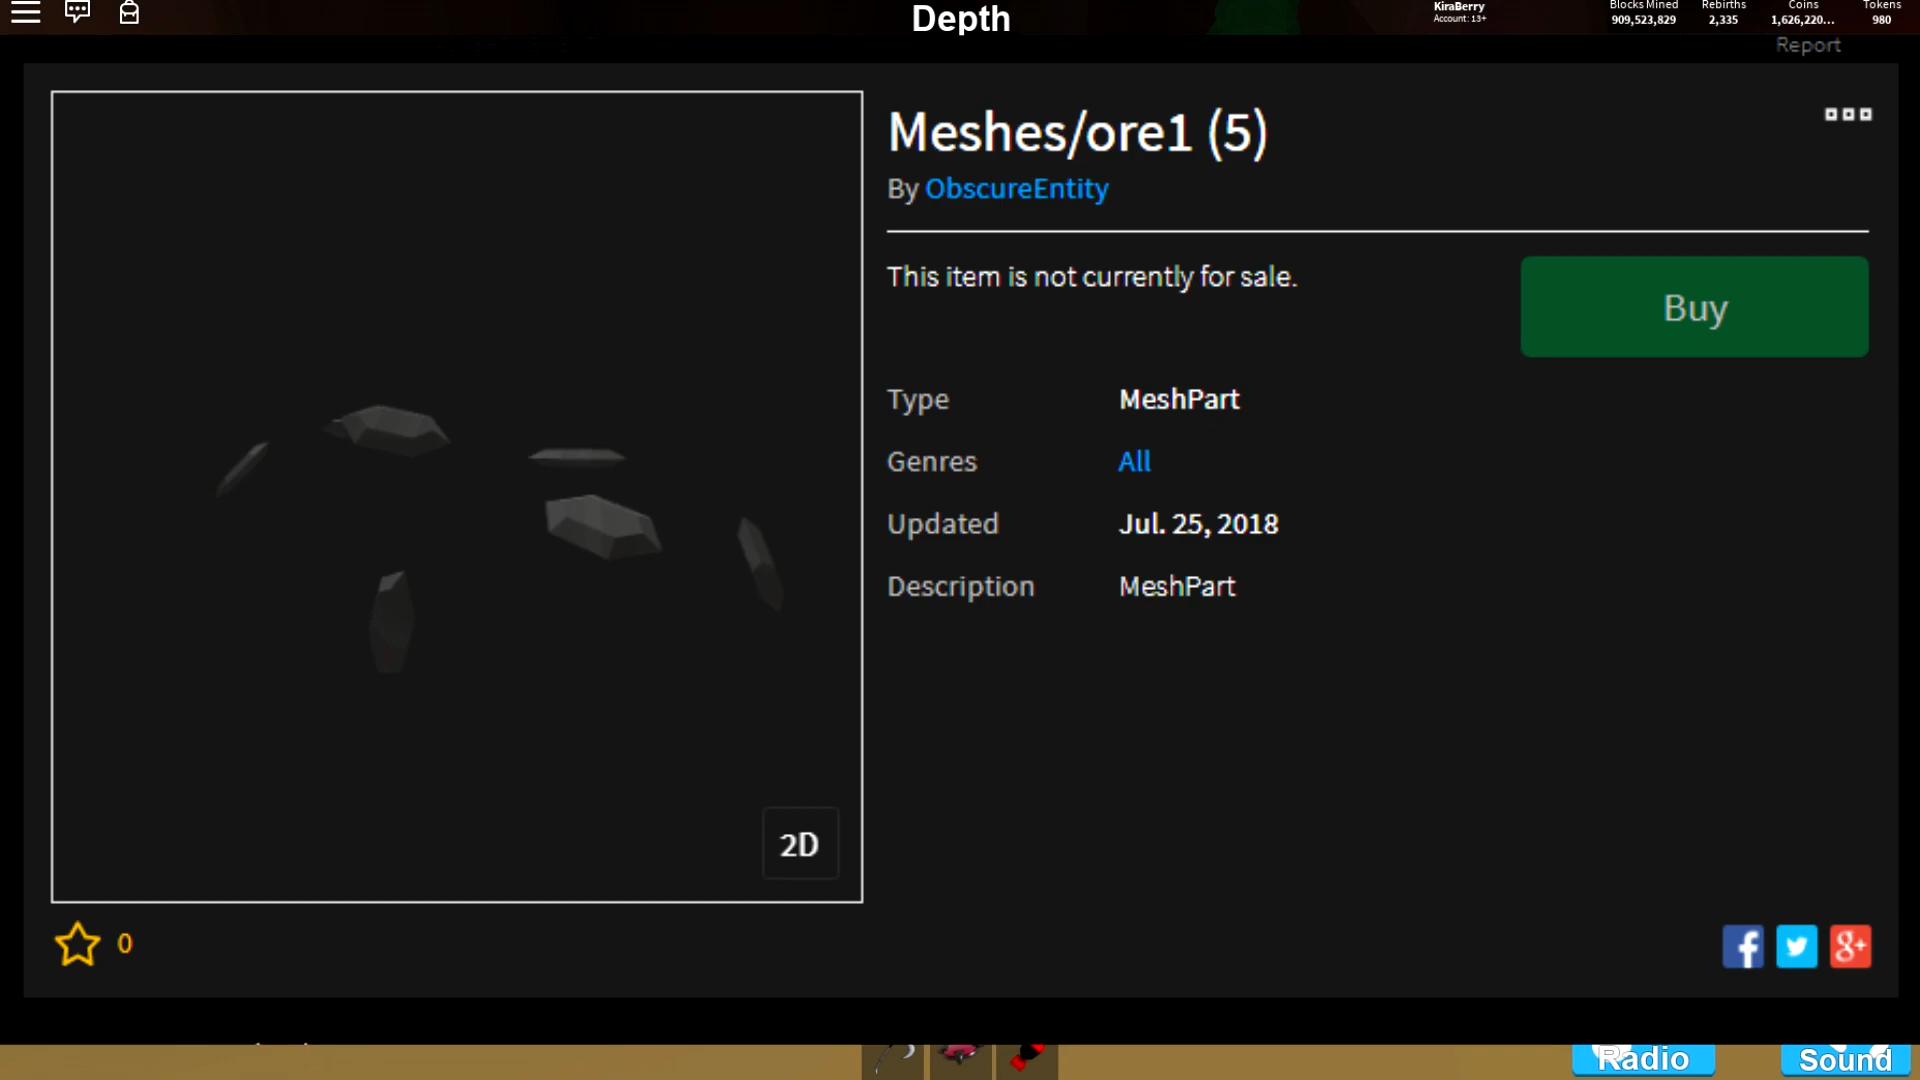 Depth
KiraBerry
Account: 13+
Blocks Mined
909,523,829
Rebirths
2,335
Coins
1,626,220...
Tokens
980
Report
Meshes/ore1 (5)
By ObscureEntity
This item is not currently for sale.
Buy
Type MeshPart
Genres All
Updated Jul. 25, 2018
Description MeshPart
2D
0
f
g+
Radio
Sound